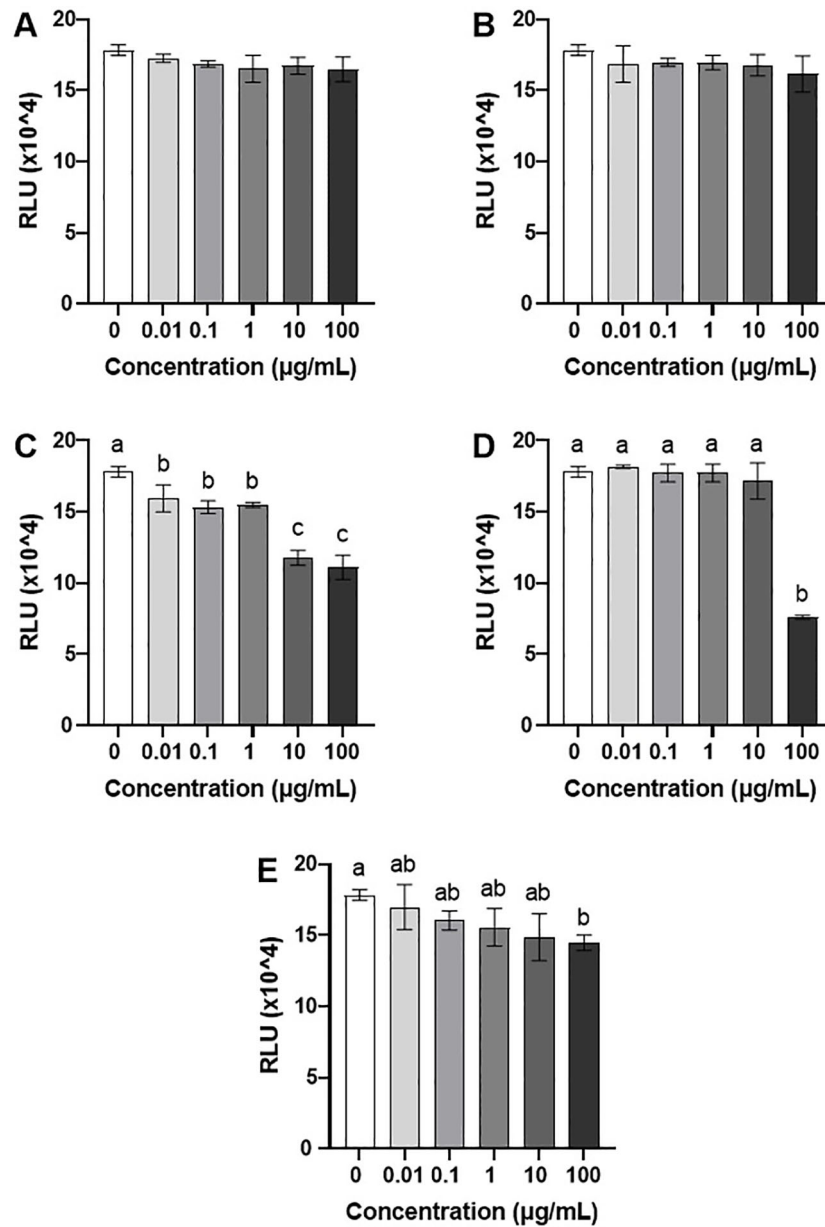 A
B
RLU (x10^4)
20
15
10
5
0
0 0.01 0.1 1 10 100
Concentration (µg/mL)
RLU (x10^4)
20
15
10
5
0
0 0.01 0.1 1 10 100
Concentration (µg/mL)
C
RLU (x10^4)
20
15
10
5
0
a b b b c c
0 0.01 0.1 1 10 100
Concentration (µg/mL)
D
RLU (x10^4)
20
15
10
5
0
a a a a a b
0 0.01 0.1 1 10 100
Concentration (µg/mL)
E
RLU (x10^4)
20
15
10
5
0
a ab ab ab ab b
0 0.01 0.1 1 10 100
Concentration (µg/mL)